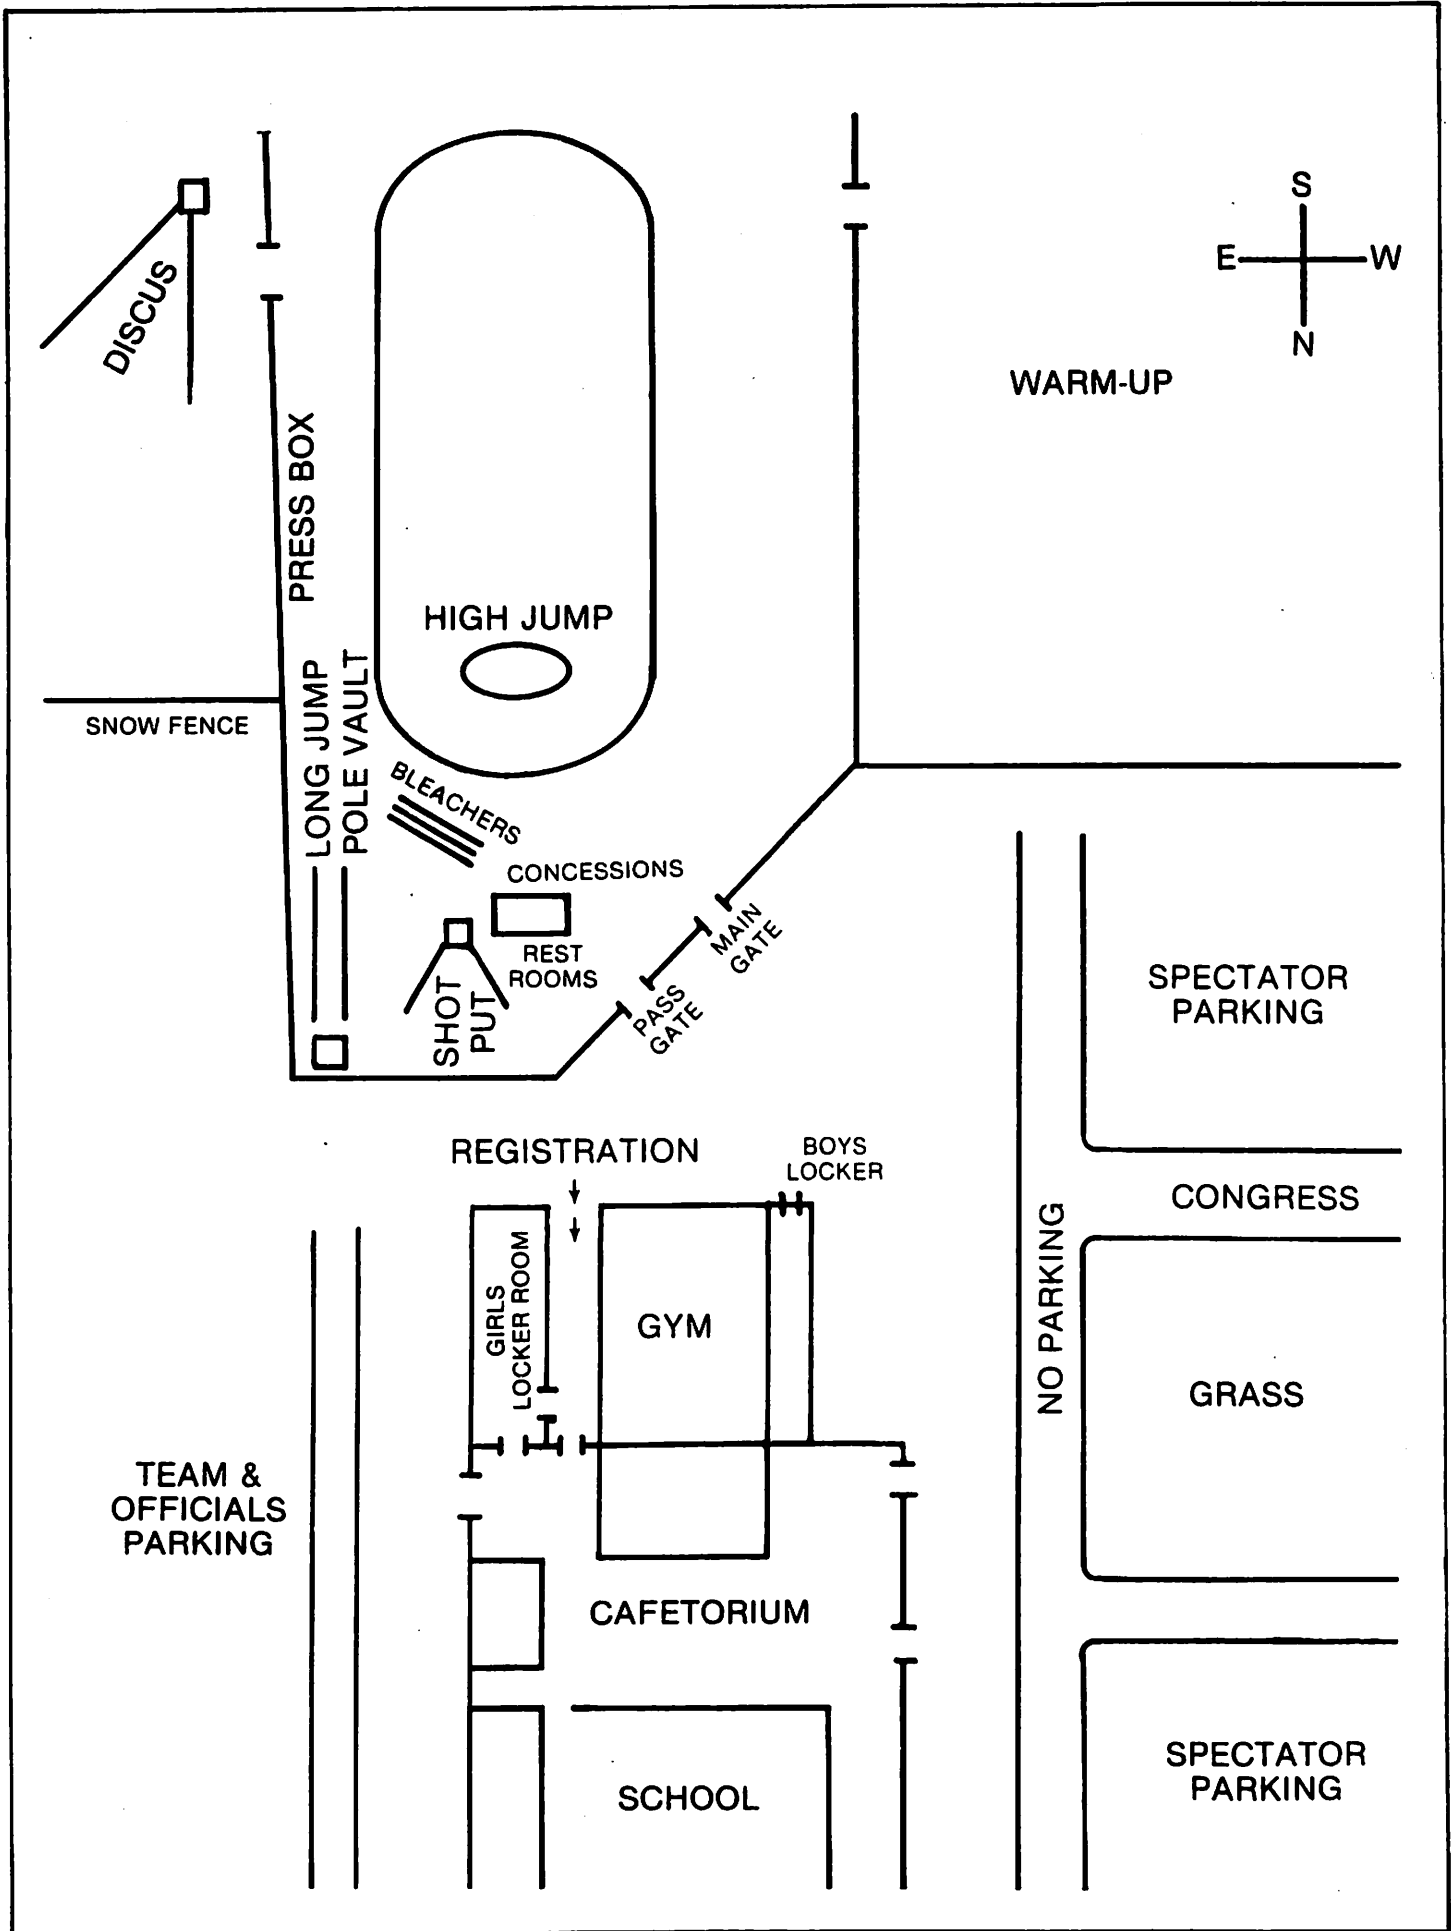 S
E
W
N
DISCUS
WARM-UP
PRESS BOX
HIGH JUMP
LONG JUMP
POLE VAULT
SNOW FENCE
BLEACHERS
CONCESSIONS
REST
ROOMS
MAIN
GATE
PASS
GATE
SHOT
PUT
SPECTATOR
PARKING
REGISTRATION
BOYS
LOCKER
CONGRESS
GIRLS
LOCKER ROOM
GYM
NO PARKING
GRASS
TEAM &
OFFICIALS
PARKING
CAFETORIUM
SCHOOL
SPECTATOR
PARKING